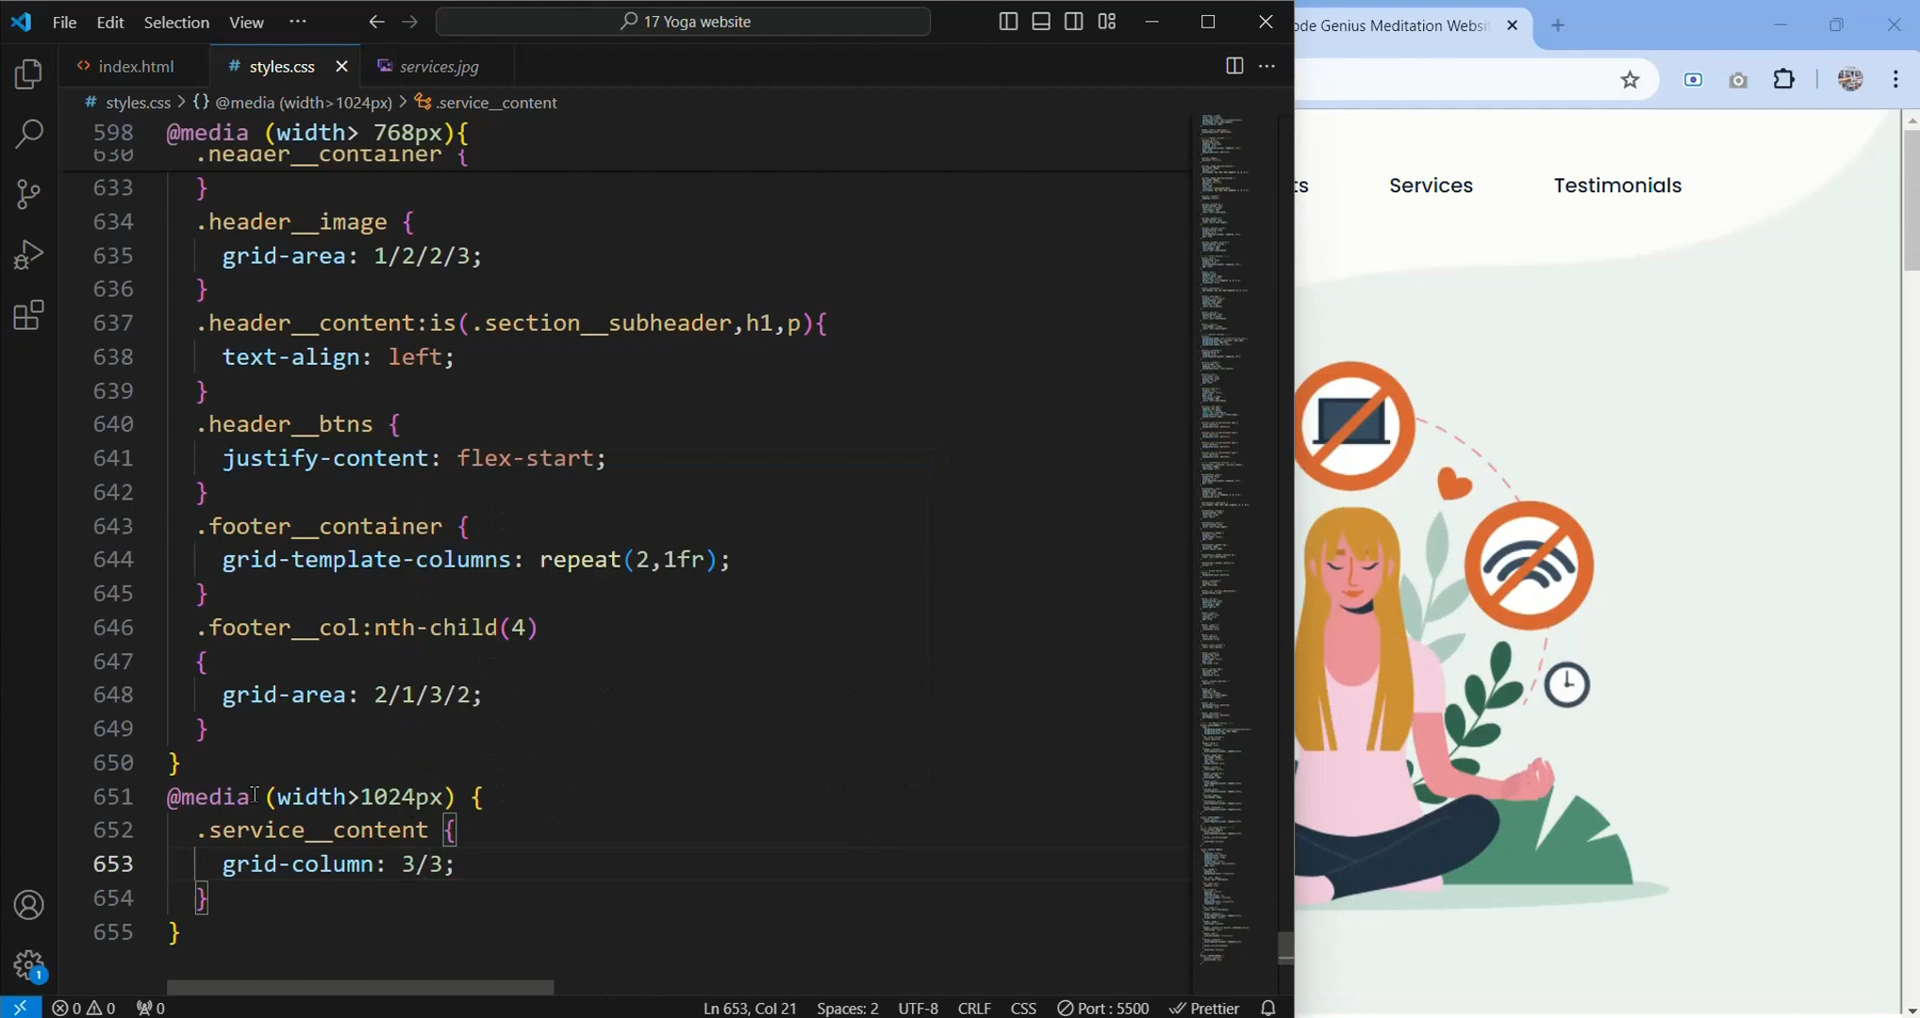 File Edit Selection View ··· 17 Yoga website
index.html # styles.css services.jpg
# styles.css > {} @media (width>1024px) > .service__content
598 @media (width> 768px){
630 .header__container {
633 }
634 .header__image {
635 grid-area: 1/2/2/3;
636 }
637 .header__content:is(.section__subheader,h1,p){
638 text-align: left;
639 }
640 .header__btns {
641 justify-content: flex-start;
642 }
643 .footer__container {
644 grid-template-columns: repeat(2,1fr);
645 }
646 .footer__col:nth-child(4)
647 {
648 grid-area: 2/1/3/2;
649 }
650 }
651 @media (width>1024px) {
652 .service__content {
653 grid-column: 3/3;
654 }
655 }
1
0 0 0 Ln 653, Col 21 Spaces: 2 UTF-8 CRLF CSS Port : 5500 Prettier
ode Genius Meditation Websi
ts Services Testimonials